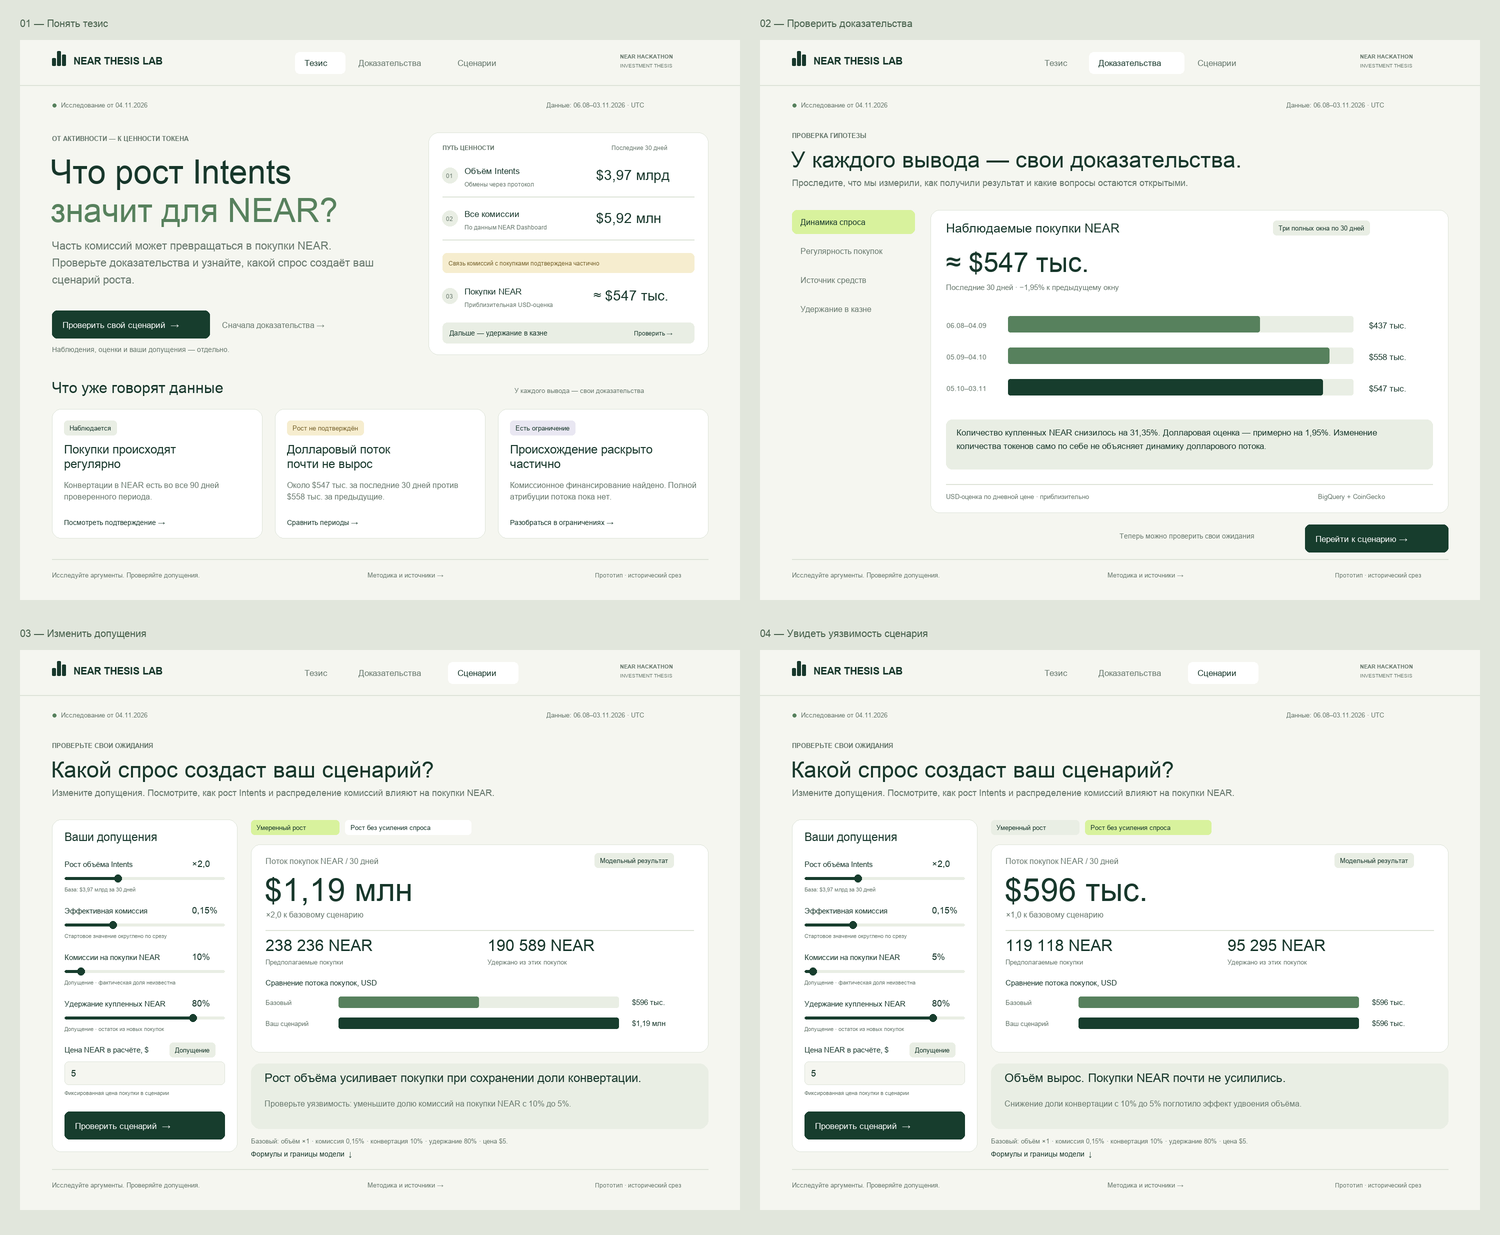 01 — Понять тезис
NEAR THESIS LAB
Тезис
Доказательства
Сценарии
NEAR HACKATHON
INVESTMENT THESIS
Исследование от 04.11.2026
Данные: 06.08–03.11.2026 · UTC
ОТ АКТИВНОСТИ — К ЦЕННОСТИ ТОКЕНА
Что рост Intents
значит для NEAR?
Часть комиссий может превращаться в покупки NEAR.
Проверьте доказательства и узнайте, какой спрос создаёт ваш
сценарий роста.
Проверить свой сценарий →
Сначала доказательства →
Наблюдения, оценки и ваши допущения — отдельно.
ПУТЬ ЦЕННОСТИ
Последние 30 дней
01
Объём Intents
Обмены через протокол
$3,97 млрд
02
Все комиссии
По данным NEAR Dashboard
$5,92 млн
Связь комиссий с покупками подтверждена частично
03
Покупки NEAR
Приблизительная USD-оценка
≈ $547 тыс.
Дальше — удержание в казне
Проверить →
Что уже говорят данные
У каждого вывода — свои доказательства
Наблюдается
Покупки происходят
регулярно
Конвертации в NEAR есть во все 90 дней
проверенного периода.
Посмотреть подтверждение →
Рост не подтверждён
Долларовый поток
почти не вырос
Около $547 тыс. за последние 30 дней против
$558 тыс. за предыдущие.
Сравнить периоды →
Есть ограничение
Происхождение раскрыто
частично
Комиссионное финансирование найдено. Полной
атрибуции потока пока нет.
Разобраться в ограничениях →
Исследуйте аргументы. Проверяйте допущения.
Методика и источники →
Прототип · исторический срез
02 — Проверить доказательства
NEAR THESIS LAB
Тезис
Доказательства
Сценарии
NEAR HACKATHON
INVESTMENT THESIS
Исследование от 04.11.2026
Данные: 06.08–03.11.2026 · UTC
ПРОВЕРКА ГИПОТЕЗЫ
У каждого вывода — свои доказательства.
Проследите, что мы измерили, как получили результат и какие вопросы остаются открытыми.
Динамика спроса
Регулярность покупок
Источник средств
Удержание в казне
Наблюдаемые покупки NEAR
Три полных окна по 30 дней
≈ $547 тыс.
Последние 30 дней · −1,95% к предыдущему окну
06.08–04.09
$437 тыс.
05.09–04.10
$558 тыс.
05.10–03.11
$547 тыс.
Количество купленных NEAR снизилось на 31,35%. Долларовая оценка — примерно на 1,95%. Изменение
количества токенов само по себе не объясняет динамику долларового потока.
USD-оценка по дневной цене · приблизительно
BigQuery + CoinGecko
Теперь можно проверить свои ожидания
Перейти к сценарию →
Исследуйте аргументы. Проверяйте допущения.
Методика и источники →
Прототип · исторический срез
03 — Изменить допущения
NEAR THESIS LAB
Тезис
Доказательства
Сценарии
NEAR HACKATHON
INVESTMENT THESIS
Исследование от 04.11.2026
Данные: 06.08–03.11.2026 · UTC
ПРОВЕРЬТЕ СВОИ ОЖИДАНИЯ
Какой спрос создаст ваш сценарий?
Измените допущения. Посмотрите, как рост Intents и распределение комиссий влияют на покупки NEAR.
Ваши допущения
Рост объёма Intents
×2,0
База: $3,97 млрд за 30 дней
Эффективная комиссия
0,15%
Стартовое значение округлено по срезу
Комиссии на покупки NEAR
10%
Допущение · фактическая доля неизвестна
Удержание купленных NEAR
80%
Допущение · остаток из новых покупок
Цена NEAR в расчёте, $
Допущение
5
Фиксированная цена покупки в сценарии
Проверить сценарий →
Умеренный рост
Рост без усиления спроса
Поток покупок NEAR / 30 дней
Модельный результат
$1,19 млн
×2,0 к базовому сценарию
238 236 NEAR
Предполагаемые покупки
190 589 NEAR
Удержано из этих покупок
Сравнение потока покупок, USD
Базовый
$596 тыс.
Ваш сценарий
$1,19 млн
Рост объёма усиливает покупки при сохранении доли конвертации.
Проверьте уязвимость: уменьшите долю комиссий на покупки NEAR с 10% до 5%.
Базовый: объём ×1 · комиссия 0,15% · конвертация 10% · удержание 80% · цена $5.
Формулы и границы модели ↓
Исследуйте аргументы. Проверяйте допущения.
Методика и источники →
Прототип · исторический срез
04 — Увидеть уязвимость сценария
NEAR THESIS LAB
Тезис
Доказательства
Сценарии
NEAR HACKATHON
INVESTMENT THESIS
Исследование от 04.11.2026
Данные: 06.08–03.11.2026 · UTC
ПРОВЕРЬТЕ СВОИ ОЖИДАНИЯ
Какой спрос создаст ваш сценарий?
Измените допущения. Посмотрите, как рост Intents и распределение комиссий влияют на покупки NEAR.
Ваши допущения
Рост объёма Intents
×2,0
База: $3,97 млрд за 30 дней
Эффективная комиссия
0,15%
Стартовое значение округлено по срезу
Комиссии на покупки NEAR
5%
Допущение · фактическая доля неизвестна
Удержание купленных NEAR
80%
Допущение · остаток из новых покупок
Цена NEAR в расчёте, $
Допущение
5
Фиксированная цена покупки в сценарии
Проверить сценарий →
Умеренный рост
Рост без усиления спроса
Поток покупок NEAR / 30 дней
Модельный результат
$596 тыс.
×1,0 к базовому сценарию
119 118 NEAR
Предполагаемые покупки
95 295 NEAR
Удержано из этих покупок
Сравнение потока покупок, USD
Базовый
$596 тыс.
Ваш сценарий
$596 тыс.
Объём вырос. Покупки NEAR почти не усилились.
Снижение доли конвертации с 10% до 5% поглотило эффект удвоения объёма.
Базовый: объём ×1 · комиссия 0,15% · конвертация 10% · удержание 80% · цена $5.
Формулы и границы модели ↓
Исследуйте аргументы. Проверяйте допущения.
Методика и источники →
Прототип · исторический срез